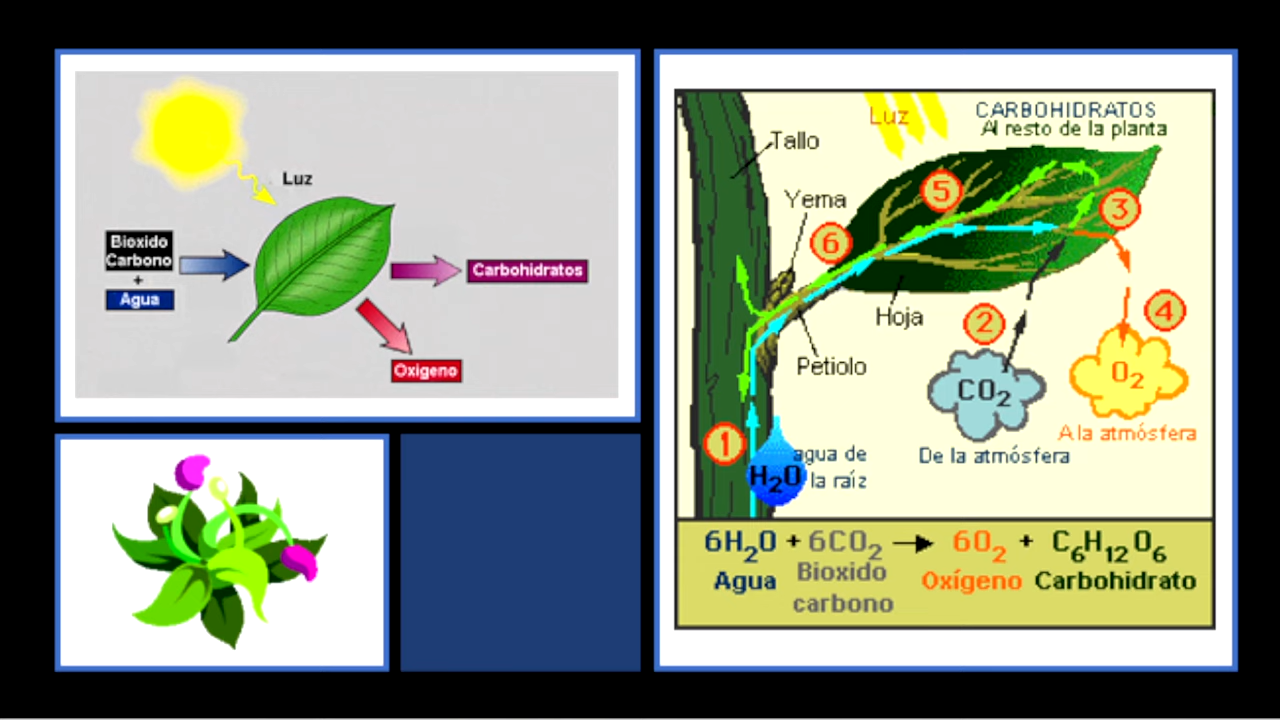 Luz
Bioxido
Carbono
+
Agua
Carbohidratos
Oxigeno
Luz
CARBOHIDRATOS
Al resto de la planta
Tallo
Yema
5
3
6
Hoja
2
4
Petiolo
CO2
O2
A la atmósfera
De la atmósfera
1
agua de
H2O la raíz
6H2O + 6CO2 → 6O2 + C6H12O6
Agua Bioxido Oxígeno Carbohidrato
carbono